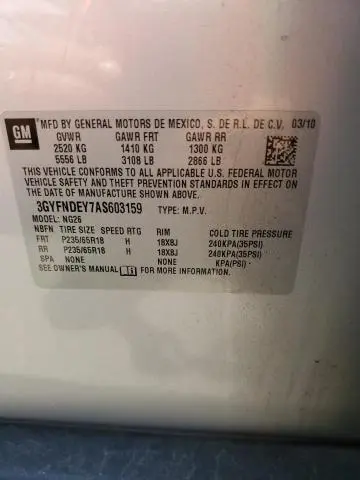 GM
MFD BY GENERAL MOTORS DE MEXICO, S. DE R.L. DE C.V. 03/10
GVWR GAWR FRT GAWR RR
2520 KG 1410 KG 1300 KG
5556 LB 3108 LB 2866 LB
THIS VEHICLE CONFORMS TO ALL APPLICABLE U.S. FEDERAL MOTOR
VEHICLE SAFETY, BUMPER, AND THEFT PREVENTION STANDARDS IN
EFFECT ON THE DATE OF MANUFACTURE SHOWN ABOVE.
3GYFNDEY7AS603159 TYPE: M.P.V.
MODEL: NG26
NBFN TIRE SIZE SPEED RTG RIM COLD TIRE PRESSURE
FRT P235/65R18 H 18X8J 240KPA(35PSI)
RR P235/65R18 H 18X8J 240KPA(35PSI)
SPA NONE NONE KPA(PSI)
SEE OWNER'S MANUAL FOR MORE INFORMATION.